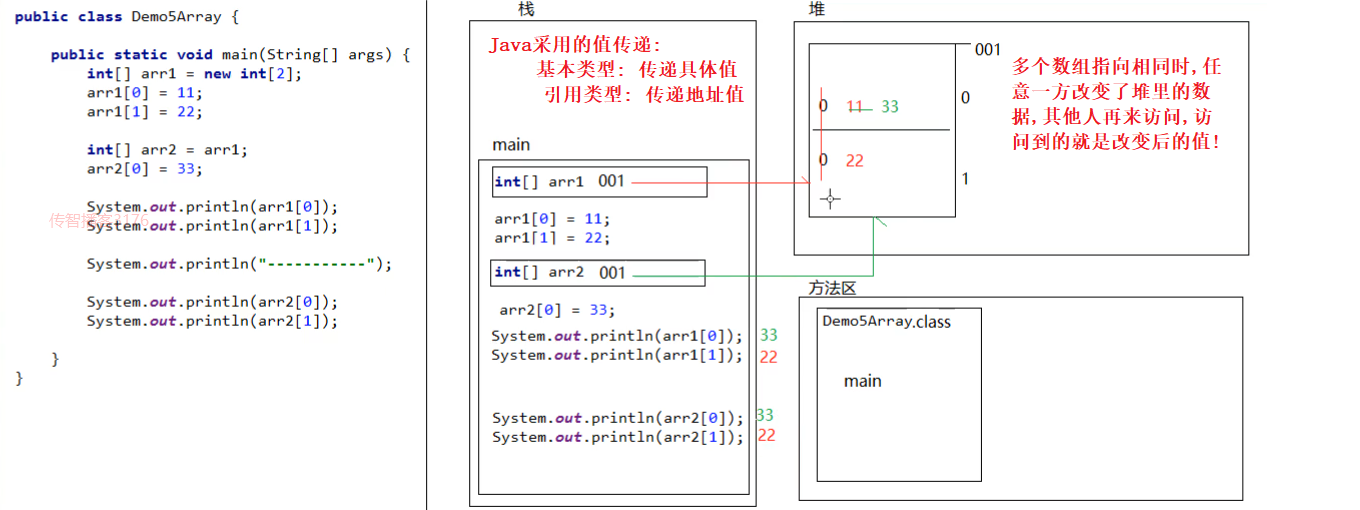 public class Demo5Array {
public static void main(String[] args) {
int[] arr1 = new int[2];
arr1[0] = 11;
arr1[1] = 22;
int[] arr2 = arr1;
arr2[0] = 33;
System.out.println(arr1[0]);
传智播客3176
System.out.println(arr1[1]);
System.out.println("-----------");
System.out.println(arr2[0]);
System.out.println(arr2[1]);
}
}
栈
Java采用的值传递:
基本类型: 传递具体值
引用类型: 传递地址值
main
int[] arr1 001
arr1[0] = 11;
arr1[1] = 22;
int[] arr2 001
arr2[0] = 33;
System.out.println(arr1[0]); 33
System.out.println(arr1[1]); 22
System.out.println(arr2[0]); 33
System.out.println(arr2[1]); 22
堆
001
0 11 33 0
0 22
1
多个数组指向相同时,任
意一方改变了堆里的数
据,其他人再来访问,访
问到的就是改变后的值!
方法区
Demo5Array.class
main